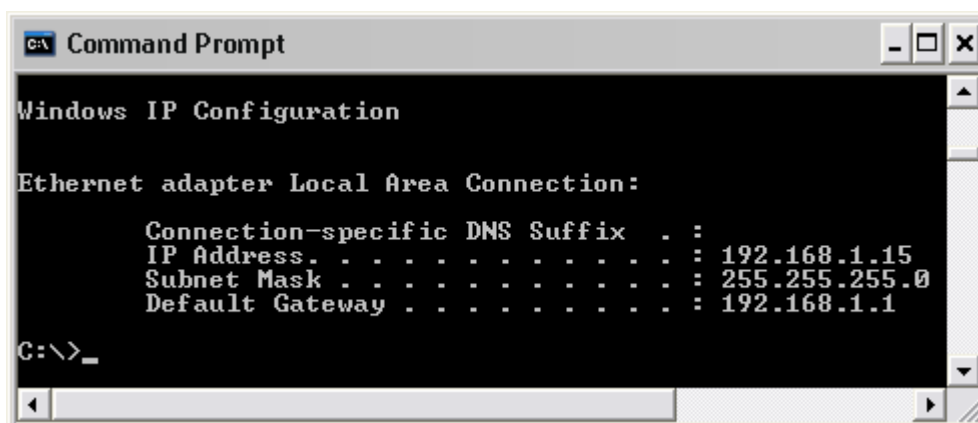 Command Prompt
Windows IP Configuration
Ethernet adapter Local Area Connection:
Connection-specific DNS Suffix . :
IP Address. . . . . . . . . . . . : 192.168.1.15
Subnet Mask . . . . . . . . . . . : 255.255.255.0
Default Gateway . . . . . . . . . : 192.168.1.1
C:\>_